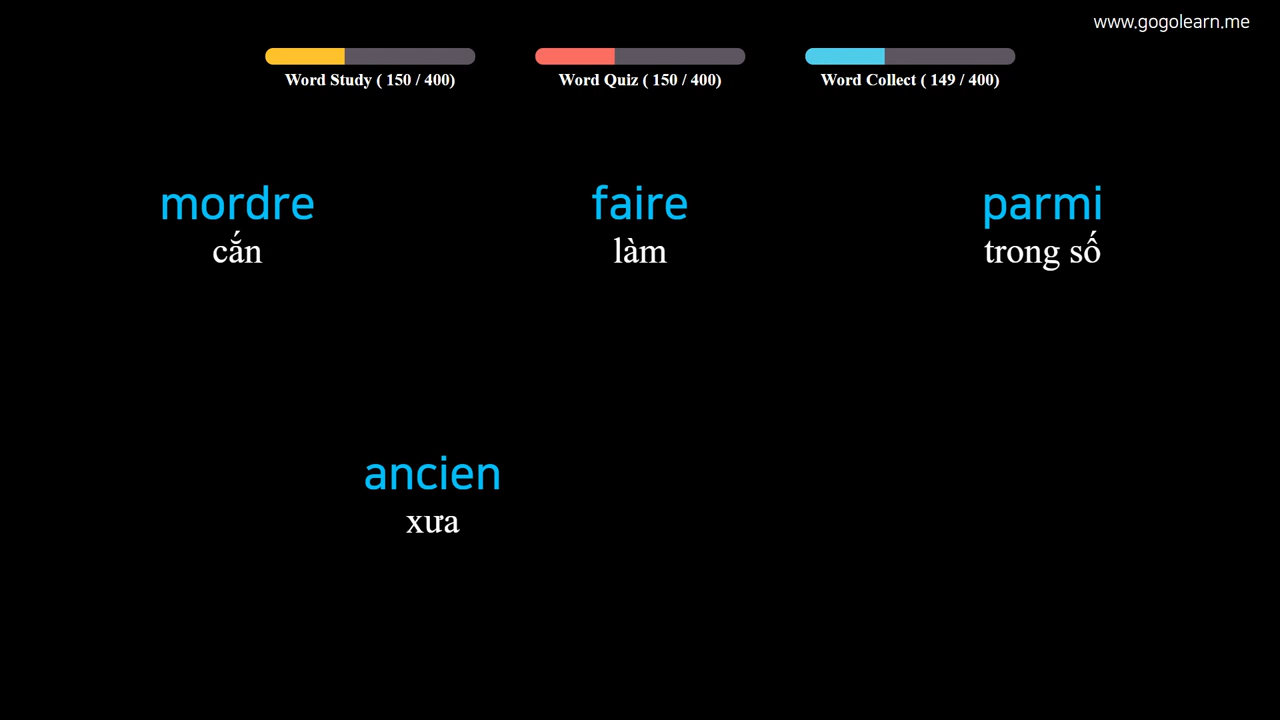 www.gogolearn.me
Word Study ( 150 / 400)
Word Quiz ( 150 / 400)
Word Collect ( 149 / 400)
mordre
cắn
faire
làm
parmi
trong số
ancien
xưa